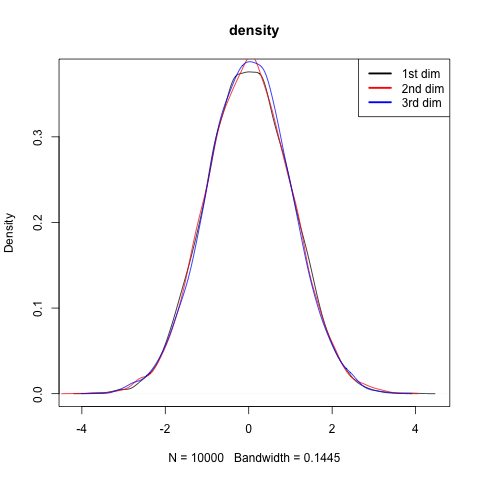 density
1st dim
2nd dim
3rd dim
Density
0.0
0.1
0.2
0.3
-4
-2
0
2
4
N = 10000   Bandwidth = 0.1445